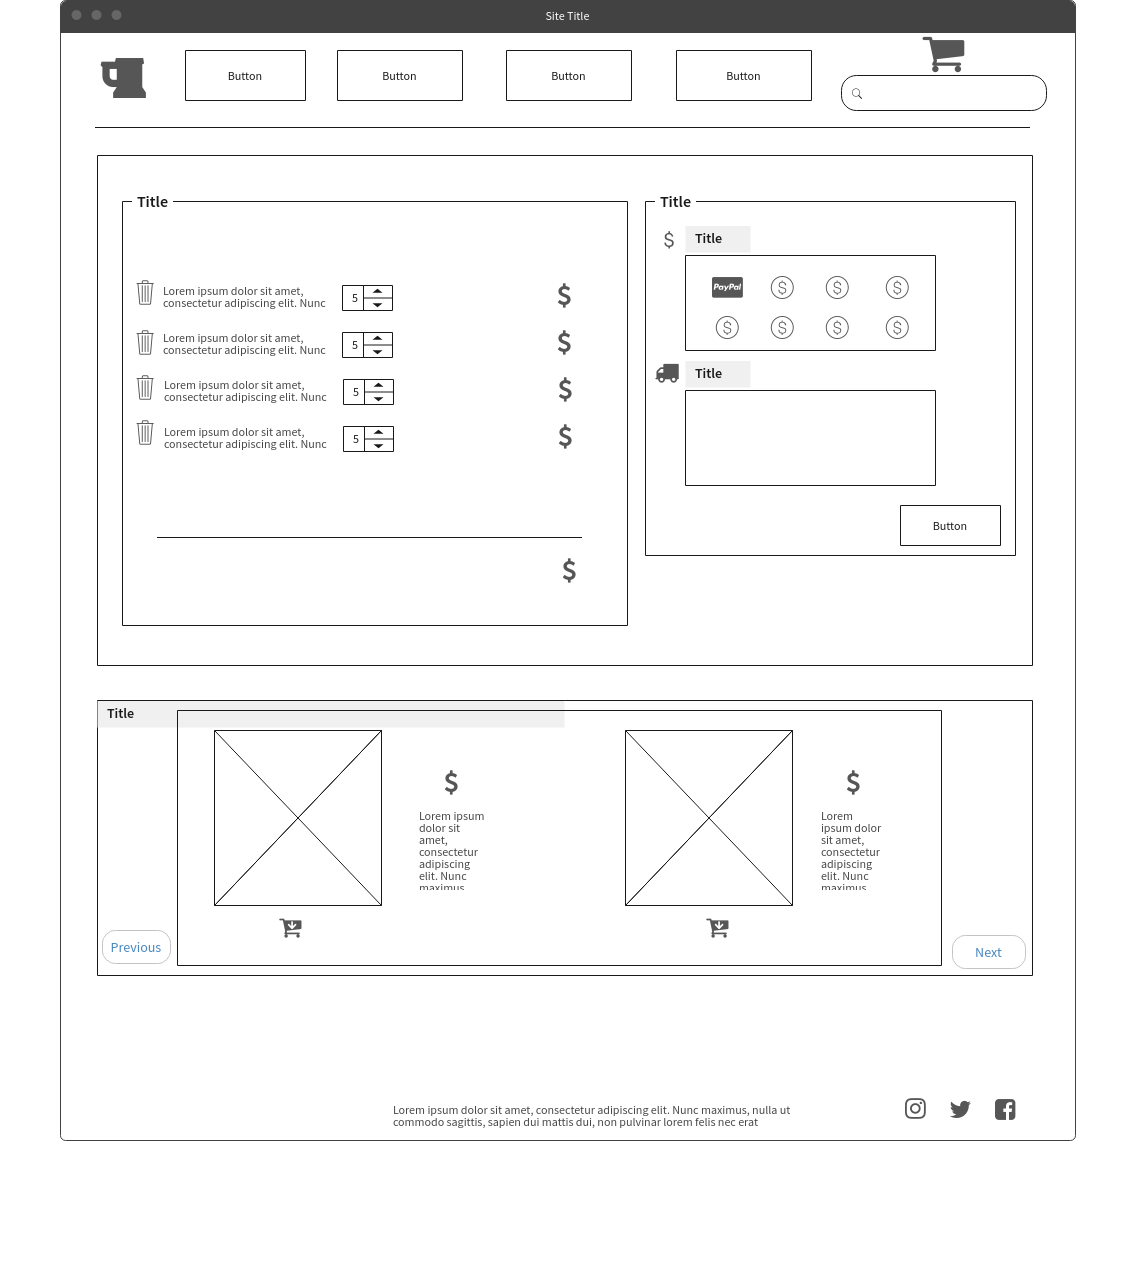 Site Title
Button
Button
Button
Button
Title
Title
$
Title
Lorem ipsum dolor sit amet,
consectetur adipiscing elit. Nunc
5
$
PayPal
$
$
$
$
$
$
$
Lorem ipsum dolor sit amet,
consectetur adipiscing elit. Nunc
5
$
Title
Lorem ipsum dolor sit amet,
consectetur adipiscing elit. Nunc
5
$
Lorem ipsum dolor sit amet,
consectetur adipiscing elit. Nunc
5
$
Button
$
Title
$
Lorem ipsum
dolor sit
amet,
consectetur
adipiscing
elit. Nunc
maximus
$
Lorem
ipsum dolor
sit amet,
consectetur
adipiscing
elit. Nunc
maximus
Previous
Next
Lorem ipsum dolor sit amet, consectetur adipiscing elit. Nunc maximus, nulla ut
commodo sagittis, sapien dui mattis dui, non pulvinar lorem felis nec erat